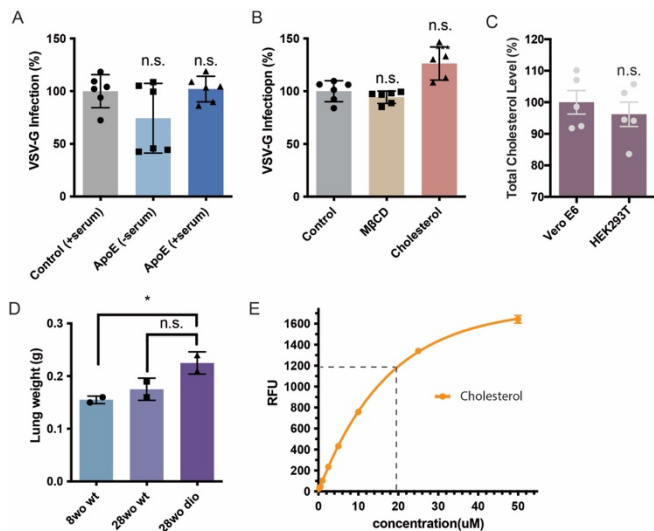 A
VSV-G Infection (%)
150
100
50
0
n.s.
n.s.
Control (+serum)
ApoE (-serum)
ApoE (+serum)
B
VSV-G Infectiopn (%)
150
100
50
0
n.s.
n.s.
Control
MβCD
Cholesterol
C
Total Cholesterol Level (%)
120
110
100
90
80
n.s.
Vero E6
HEK293T
D
Lung weight (g)
0.3
0.2
0.1
0.0
*
n.s.
8wo wt
28wo wt
28wo dio
E
RFU
1600
1400
1200
1000
800
600
400
200
0
Cholesterol
0 10 20 30 40 50
concentration(uM)